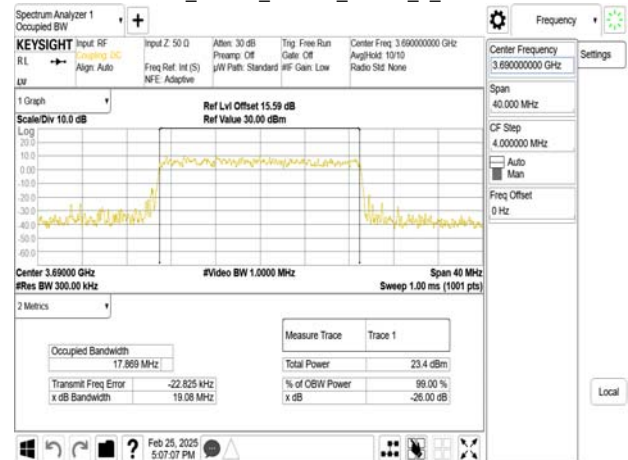 Spectrum Analyzer 1
Occupied BW
Frequency
KEYSIGHT
RL
Input: RF
Coupling: DC
Align: Auto
Input Z: 50 Ω
Freq Ref: Int (S)
NFE: Adaptive
Atten: 30 dB
Preamp: Off
µW Path: Standard
Trig: Free Run
Gate: Off
#IF Gain: Low
Center Freq: 3.690000000 GHz
Avg|Hold: 10/10
Radio Std: None
Center Frequency
3.690000000 GHz
Settings
Span
40.000 MHz
CF Step
4.000000 MHz
Auto
Man
Freq Offset
0 Hz
Local
1 Graph
Scale/Div 10.0 dB
Ref Lvl Offset 15.59 dB
Ref Value 30.00 dBm
Log
20.0
10.0
0.00
-10.0
-20.0
-30.0
-40.0
-50.0
-60.0
Center 3.69000 GHz
#Video BW 1.0000 MHz
Span 40 MHz
#Res BW 300.00 kHz
Sweep 1.00 ms (1001 pts)
2 Metrics
Measure Trace
Trace 1
Occupied Bandwidth
17.869 MHz
Total Power
23.4 dBm
Transmit Freq Error
-22.825 kHz
% of OBW Power
99.00 %
x dB Bandwidth
19.08 MHz
x dB
-26.00 dB
?
Feb 25, 2025
5:07:07 PM